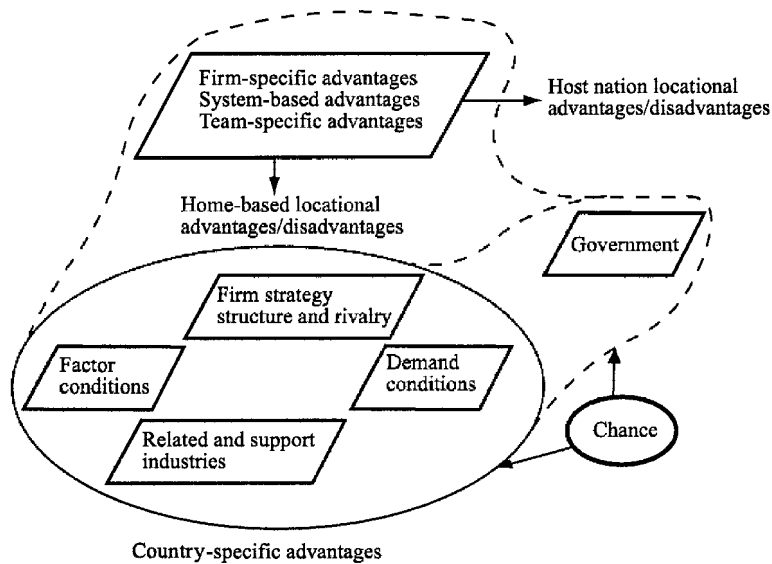 Firm-specific advantages
System-based advantages
Team-specific advantages
Host nation locational
advantages/disadvantages
Home-based locational
advantages/disadvantages
Government
Firm strategy
structure and rivalry
Factor
conditions
Demand
conditions
Related and support
industries
Chance
Country-specific advantages